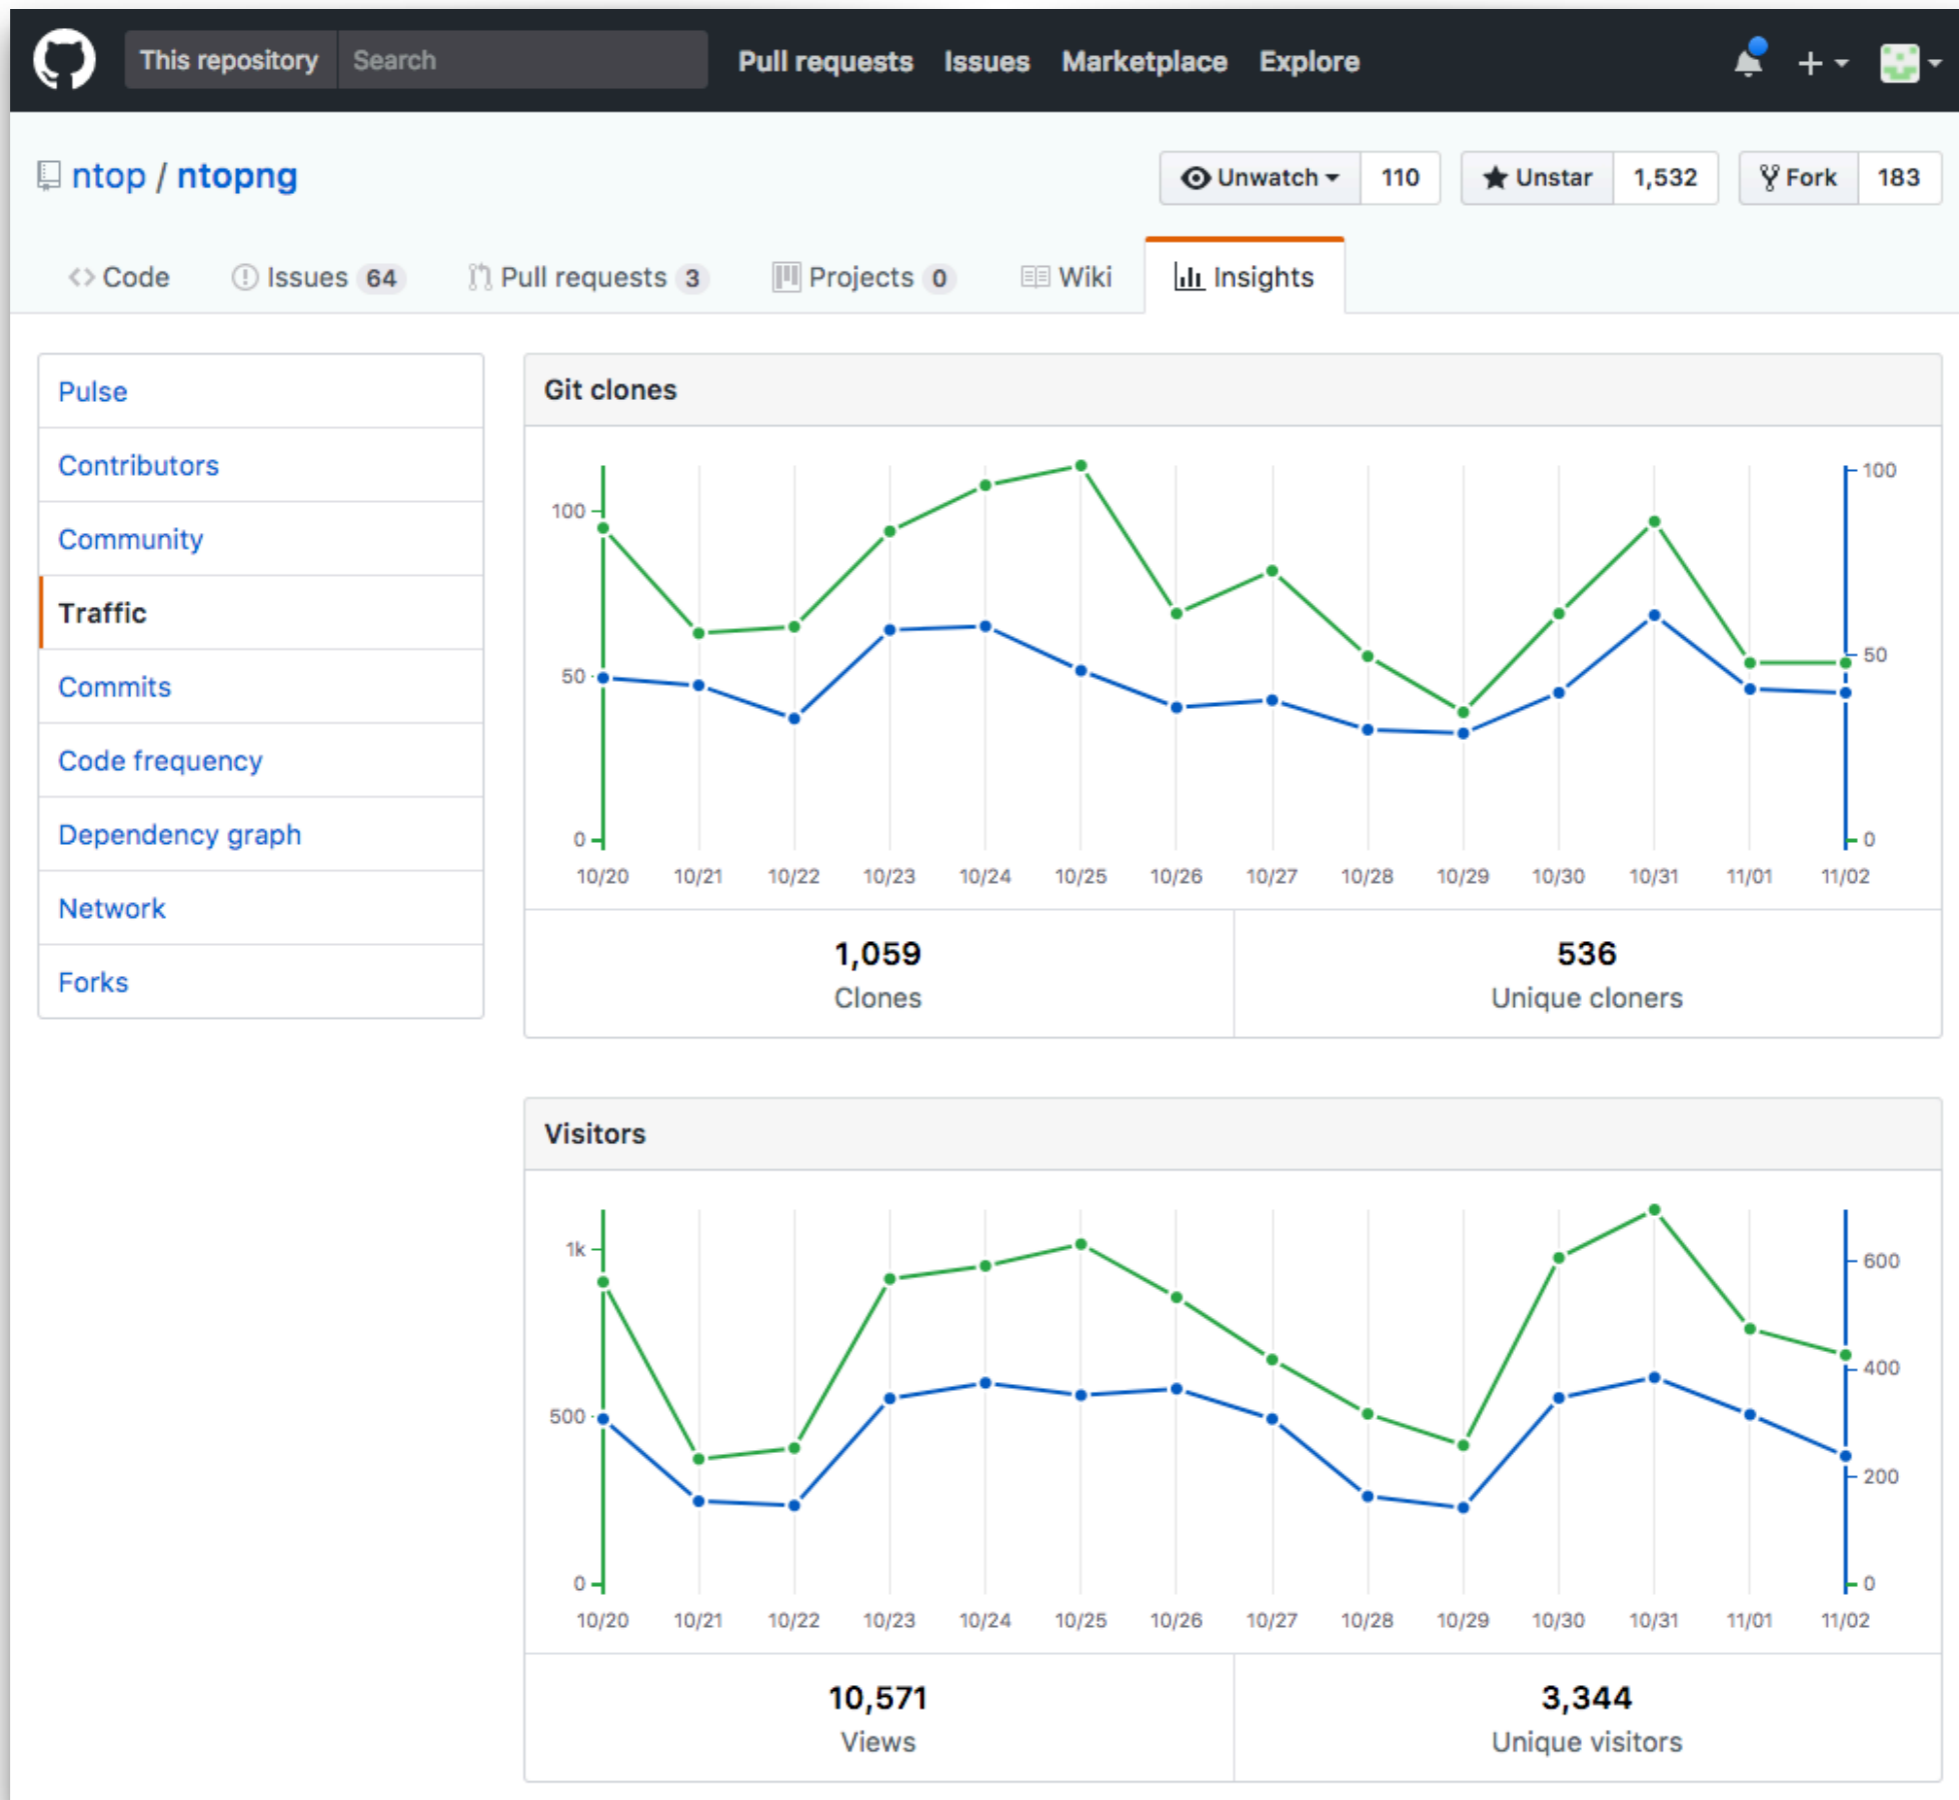 This repository Search Pull requests Issues Marketplace Explore
ntop / ntopng Unwatch 110 Unstar 1,532 Fork 183
Code Issues 64 Pull requests 3 Projects 0 Wiki Insights
Pulse
Contributors
Community
Traffic
Commits
Code frequency
Dependency graph
Network
Forks
Git clones
100 100
50 50
0 0
10/20 10/21 10/22 10/23 10/24 10/25 10/26 10/27 10/28 10/29 10/30 10/31 11/01 11/02
1,059 536
Clones Unique cloners
Visitors
1k 600
400
500
200
0 0
10/20 10/21 10/22 10/23 10/24 10/25 10/26 10/27 10/28 10/29 10/30 10/31 11/01 11/02
10,571 3,344
Views Unique visitors